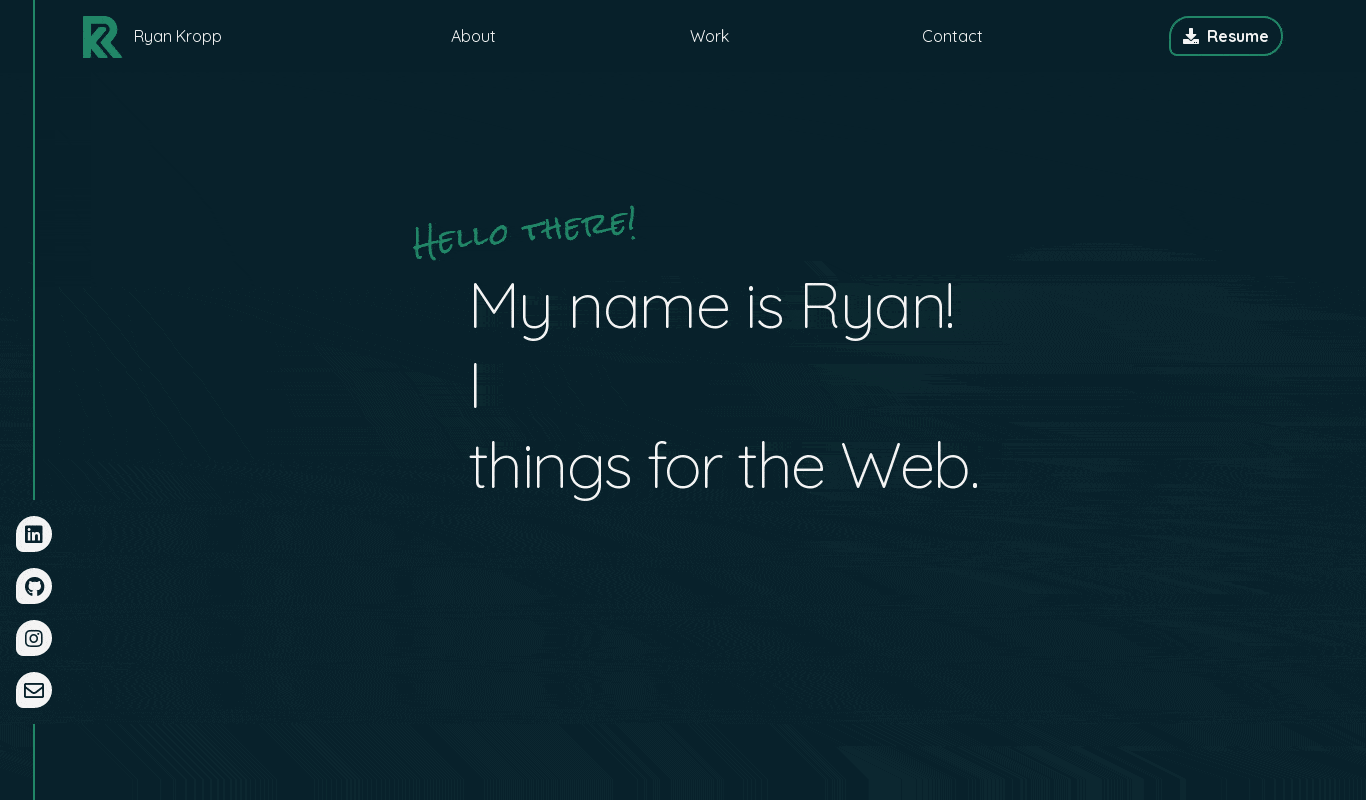 Ryan Kropp
About
Work
Contact
Resume
Hello there!
My name is Ryan!
I
things for the Web.